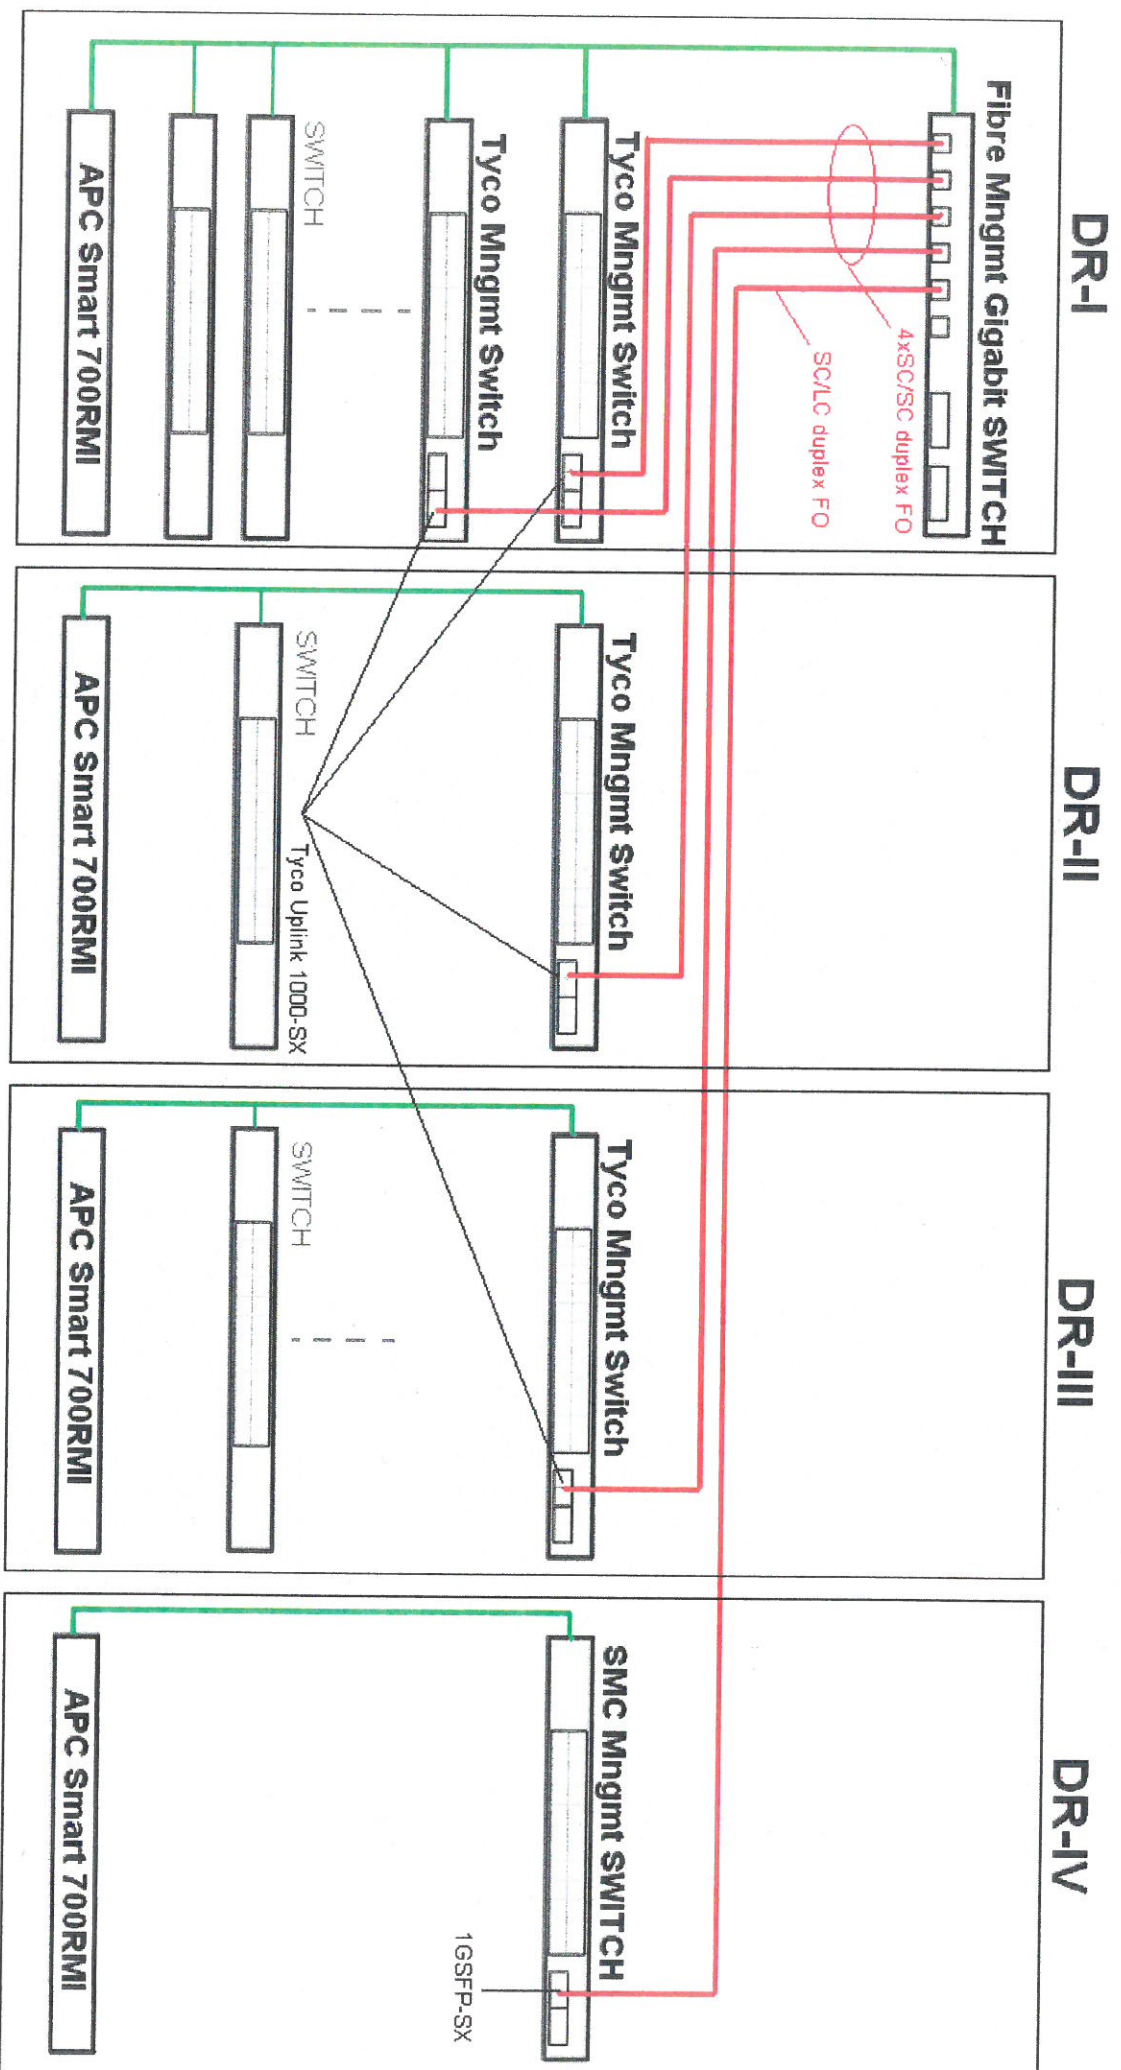 DR-I
Fibre Mngmt Gigabit SWITCH
4xSC/SC duplex FO
SC/LC duplex FO
Tyco Mngmt Switch
Tyco Mngmt Switch
SWITCH
APC Smart 700RMI
DR-II
Tyco Mngmt Switch
SWITCH
Tyco Uplink 1000-SX
APC Smart 700RMI
DR-III
Tyco Mngmt Switch
SWITCH
APC Smart 700RMI
DR-IV
SMC Mngmt SWITCH
1GSFP-SX
APC Smart 700RMI